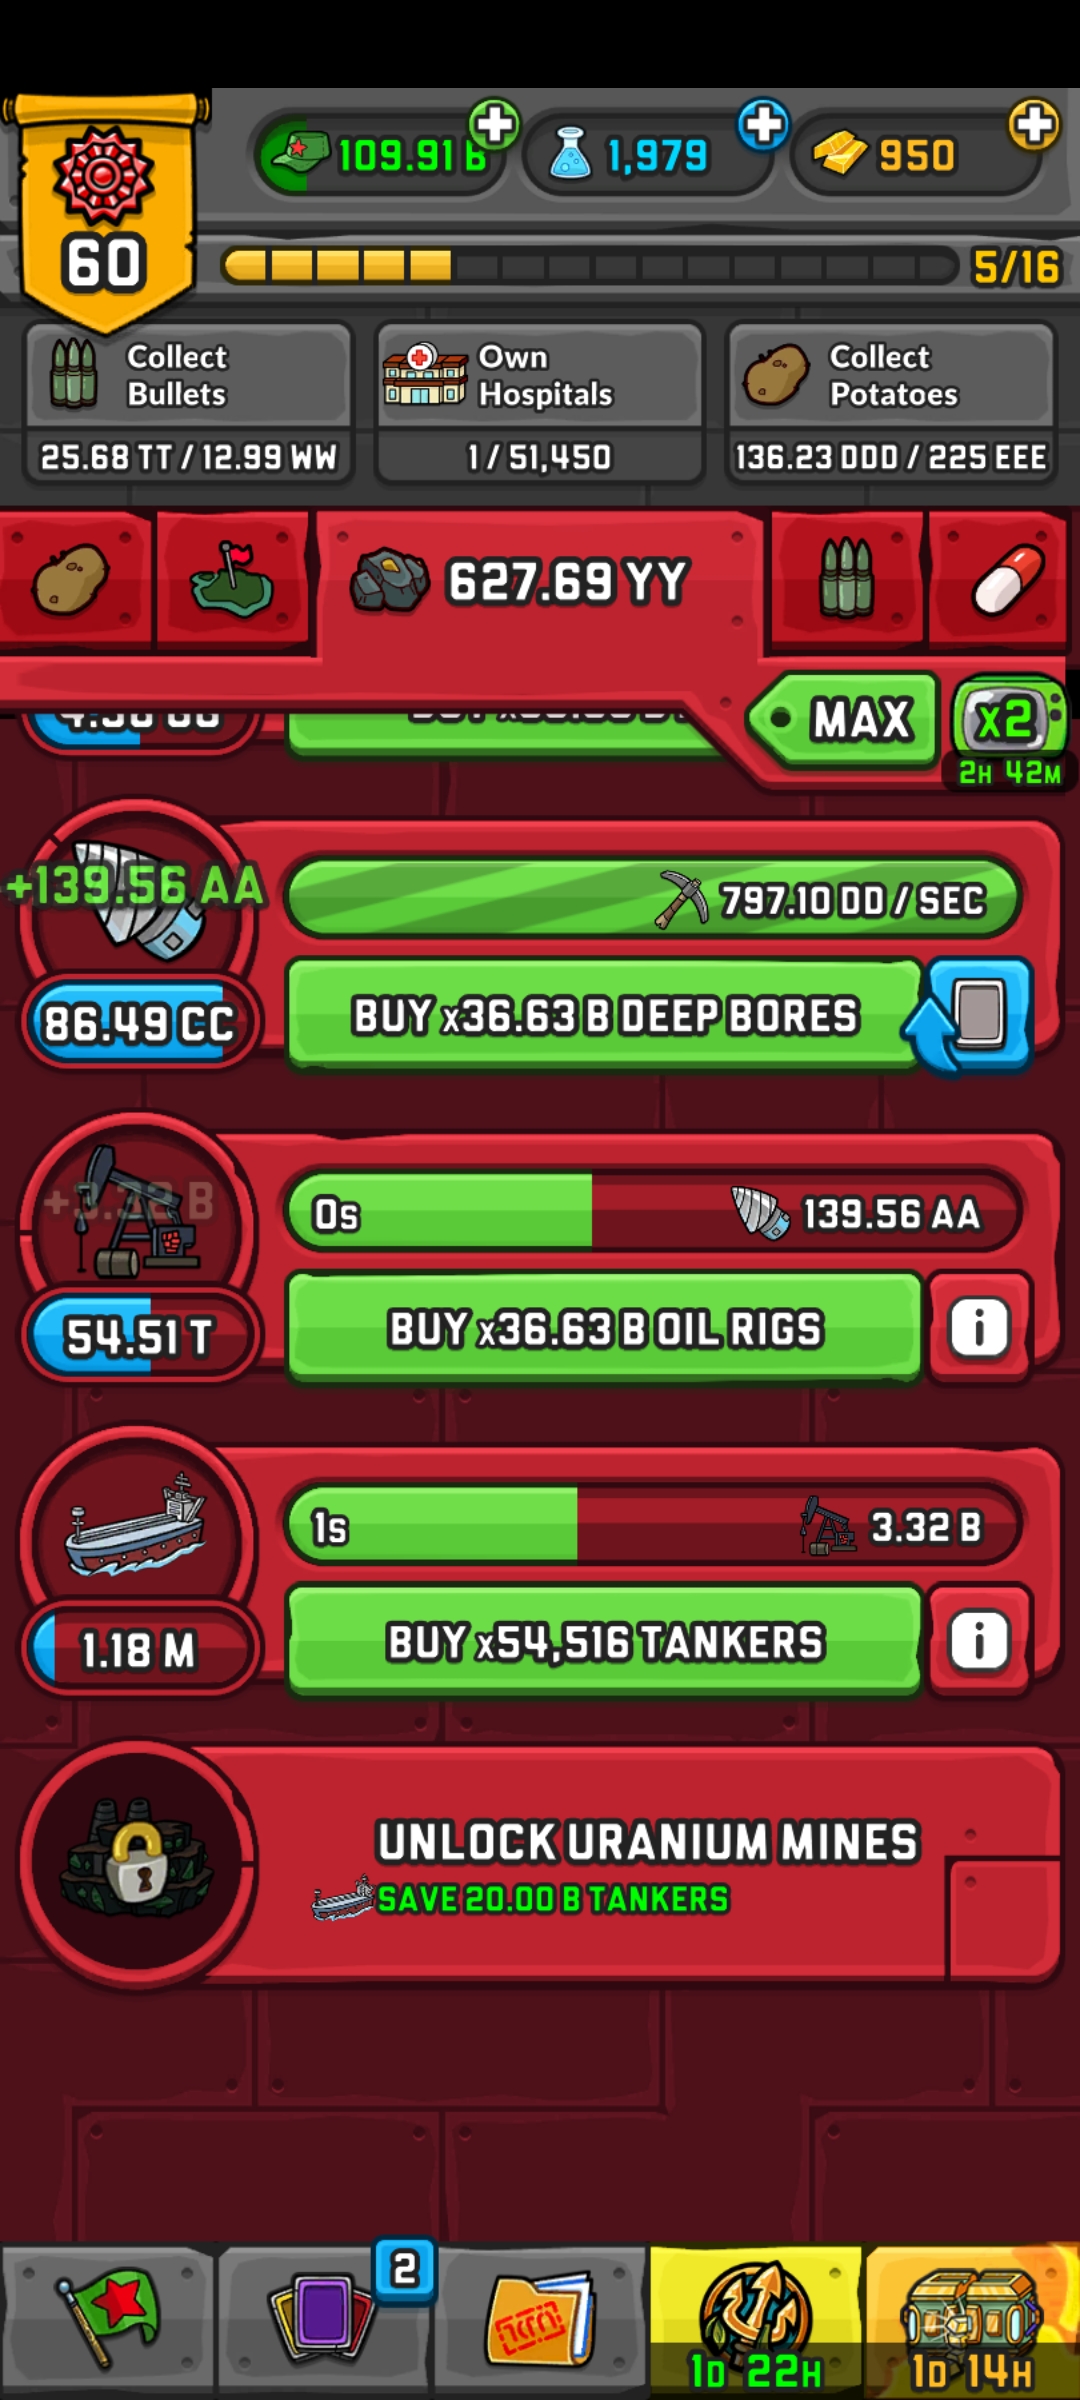 60
109.91 B
1,979
950
5/16
Collect
Bullets
25.68 TT / 12.99 WW
Own
Hospitals
1 / 51,450
Collect
Potatoes
136.23 DDD / 225 EEE
627.69 YY
MAX
x2
2H 42M
+139.56 AA
797.10 DD / SEC
86.49 CC
BUY x36.63 B DEEP BORES
+3.32 B
0s
139.56 AA
54.51 T
BUY x36.63 B OIL RIGS
i
1s
3.32 B
1.18 M
BUY x54,516 TANKERS
i
UNLOCK URANIUM MINES
SAVE 20.00 B TANKERS
2
1D 22H
1D 14H